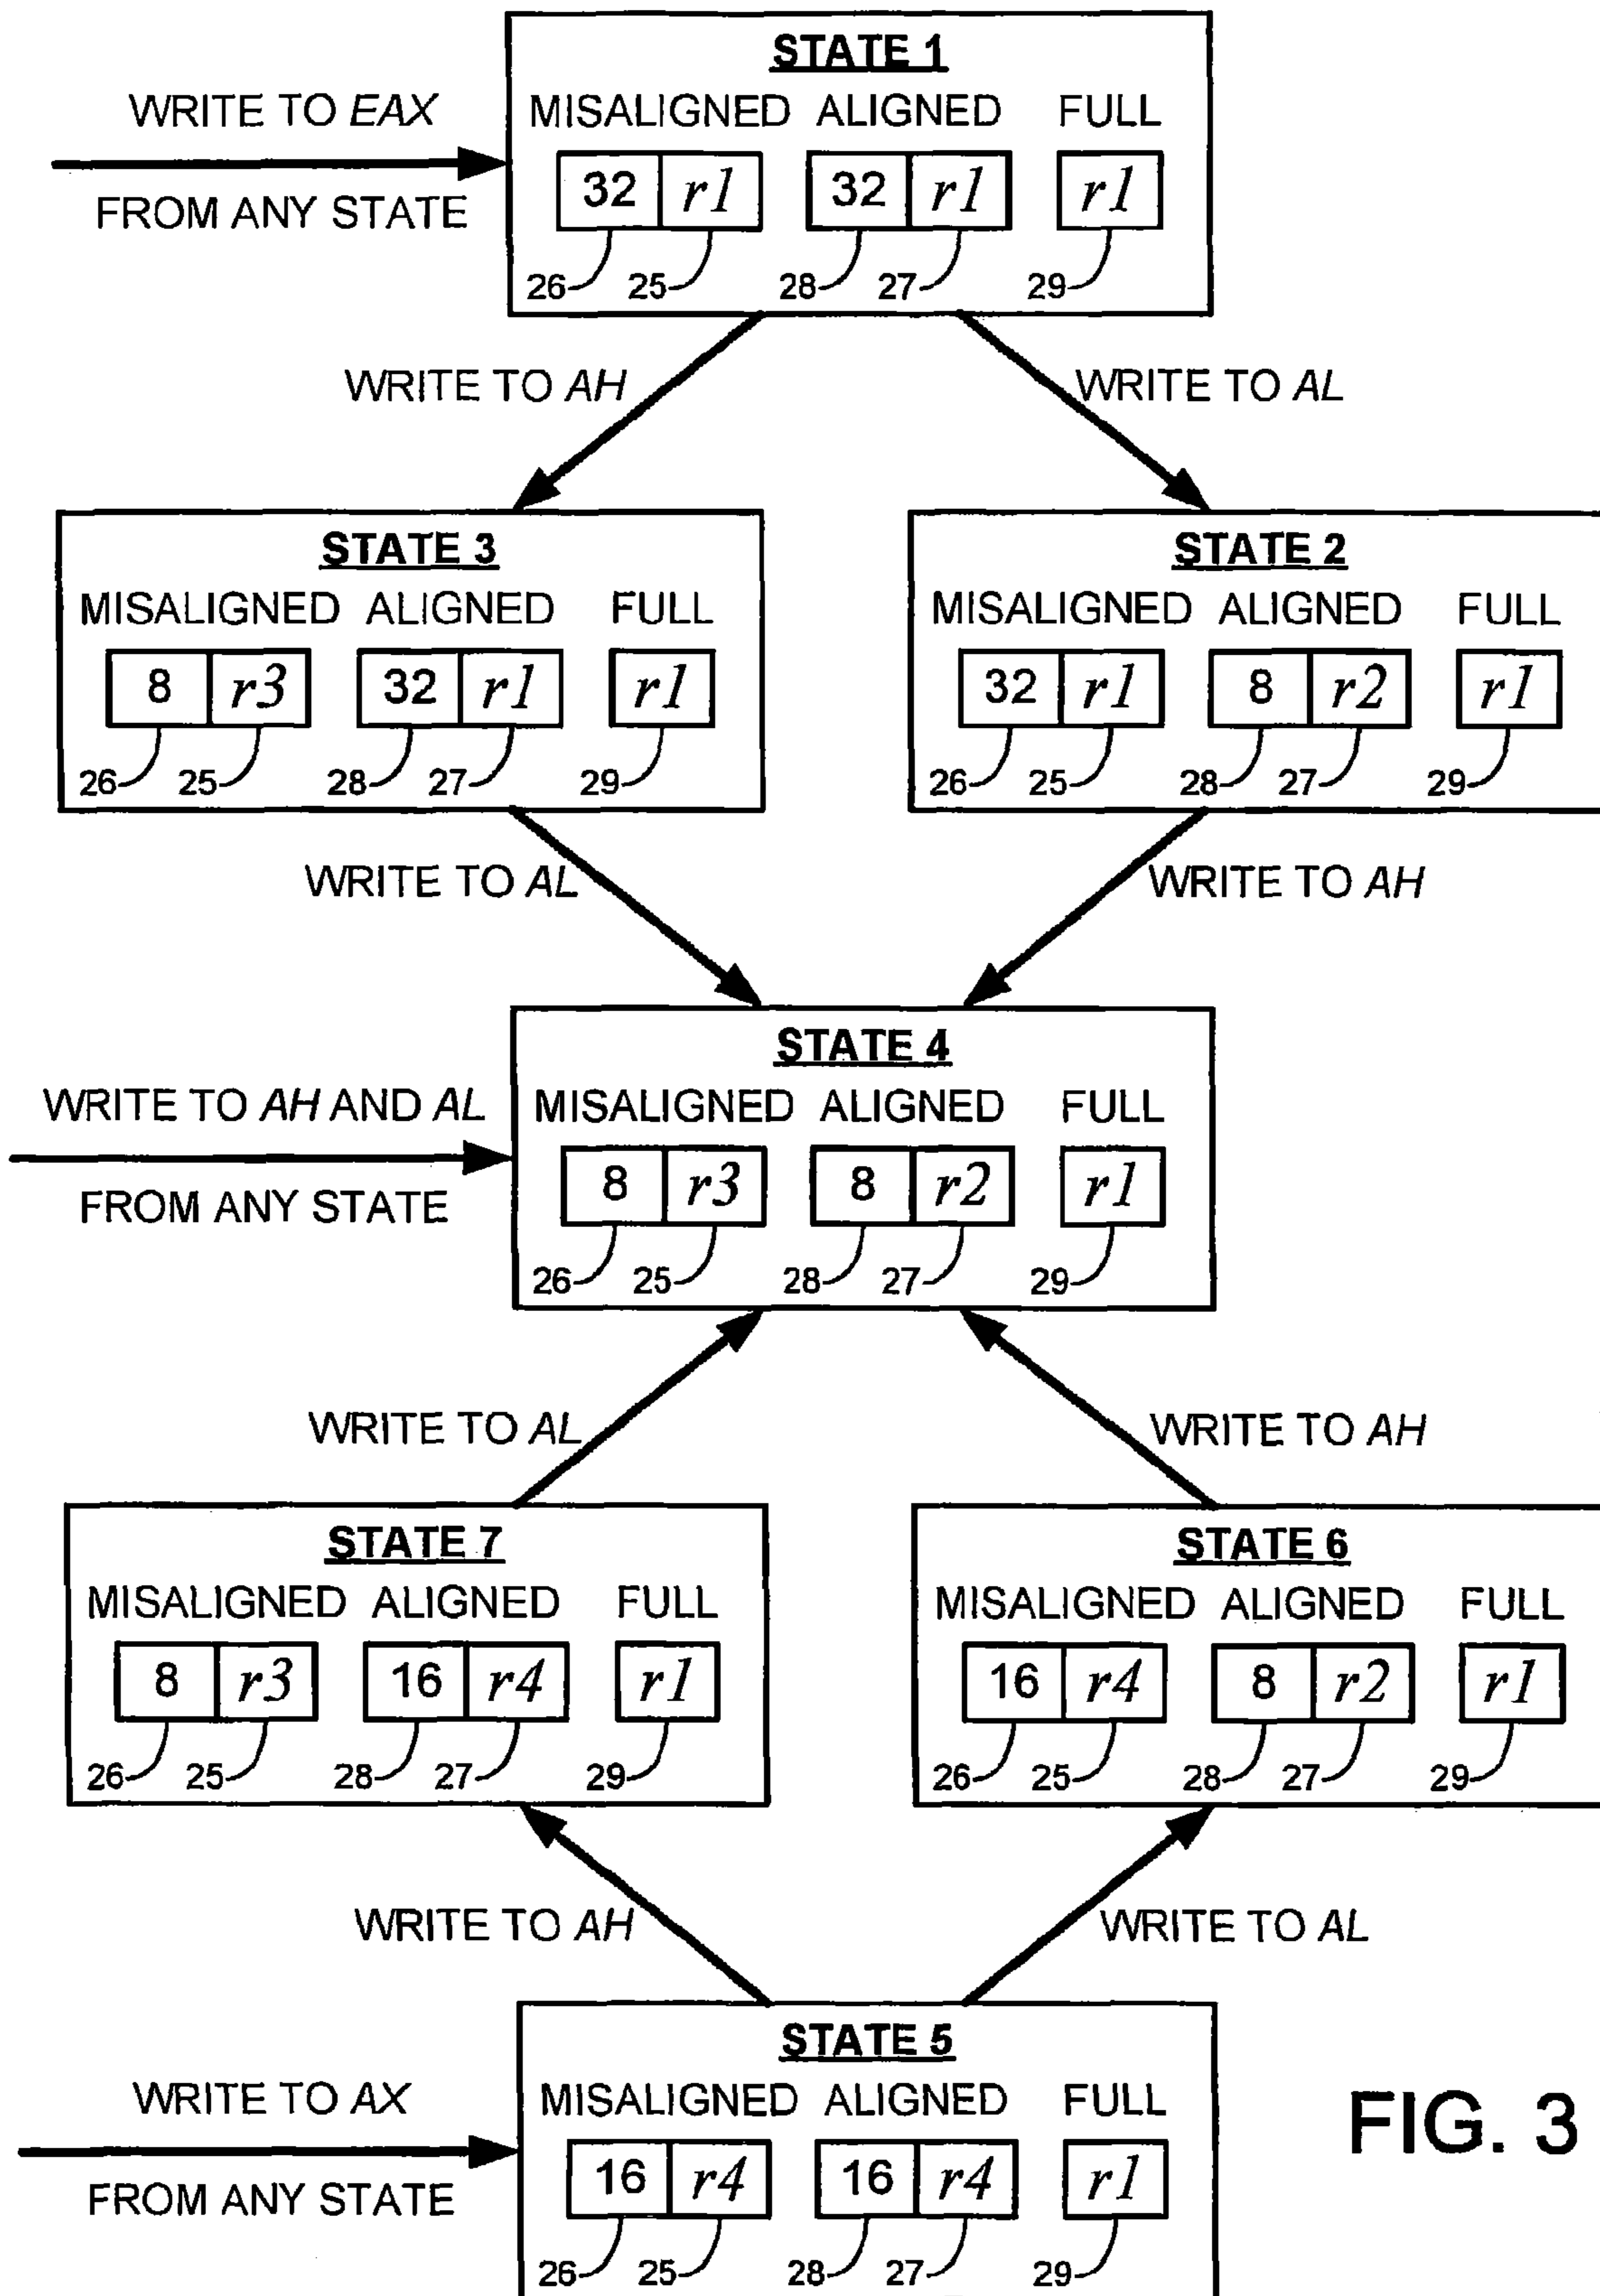 STATE 1
WRITE TO EAX
MISALIGNED ALIGNED FULL
32 r1 32 r1 r1
FROM ANY STATE
26 25 28 27 29
WRITE TO AH
WRITE TO AL
STATE 3
MISALIGNED ALIGNED FULL
8 r3 32 r1 r1
26 25 28 27 29
STATE 2
MISALIGNED ALIGNED FULL
32 r1 8 r2 r1
26 25 28 27 29
WRITE TO AL
WRITE TO AH
STATE 4
WRITE TO AH AND AL
MISALIGNED ALIGNED FULL
8 r3 8 r2 r1
FROM ANY STATE
26 25 28 27 29
WRITE TO AL
WRITE TO AH
STATE 7
MISALIGNED ALIGNED FULL
8 r3 16 r4 r1
26 25 28 27 29
STATE 6
MISALIGNED ALIGNED FULL
16 r4 8 r2 r1
26 25 28 27 29
WRITE TO AH
WRITE TO AL
STATE 5
WRITE TO AX
MISALIGNED ALIGNED FULL
16 r4 16 r4 r1
FROM ANY STATE
26 25 28 27 29
FIG. 3